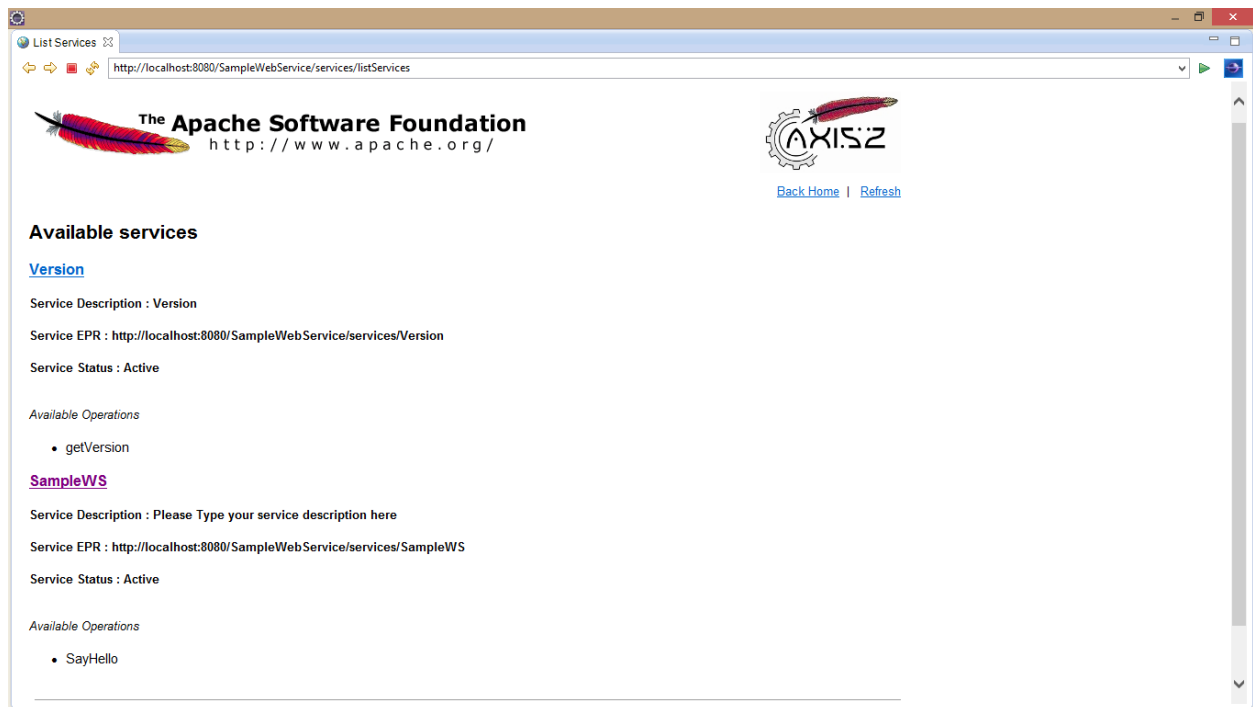 List Services
http://localhost:8080/SampleWebService/services/listServices
The Apache Software Foundation
http://www.apache.org/
AXIS2
Back Home | Refresh
Available services
Version
Service Description : Version
Service EPR : http://localhost:8080/SampleWebService/services/Version
Service Status : Active
Available Operations
• getVersion
SampleWS
Service Description : Please Type your service description here
Service EPR : http://localhost:8080/SampleWebService/services/SampleWS
Service Status : Active
Available Operations
• SayHello